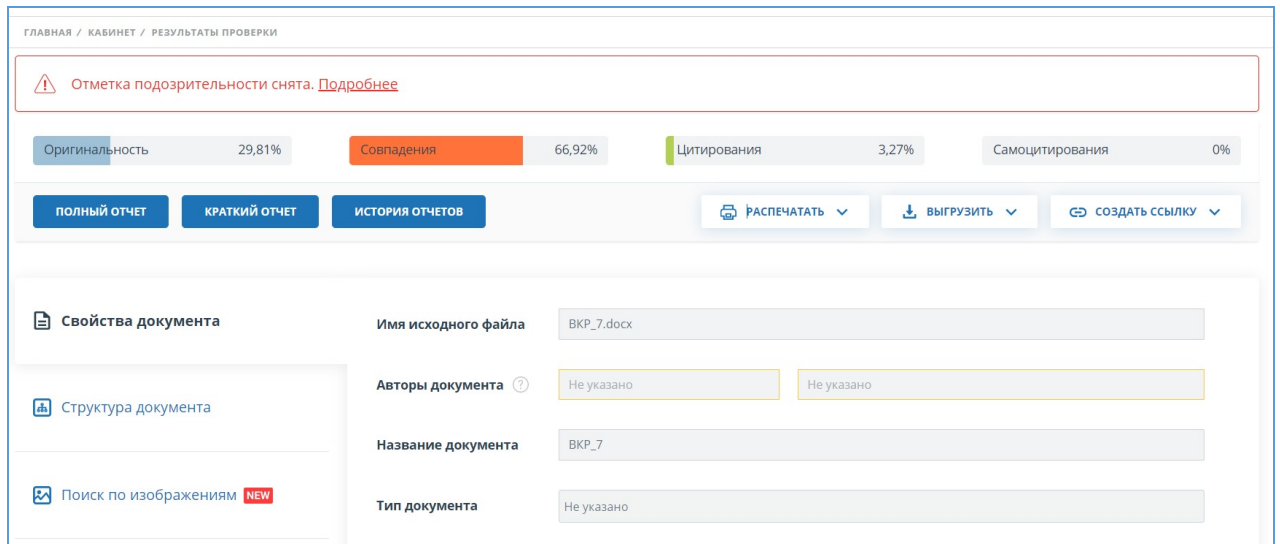 ГЛАВНАЯ / КАБИНЕТ / РЕЗУЛЬТАТЫ ПРОВЕРКИ
Отметка подозрительности снята. Подробнее
Оригинальность 29,81% Совпадения 66,92% Цитирования 3,27% Самоцитирования 0%
ПОЛНЫЙ ОТЧЕТ КРАТКИЙ ОТЧЕТ ИСТОРИЯ ОТЧЕТОВ РАСПЕЧАТАТЬ ВЫГРУЗИТЬ СОЗДАТЬ ССЫЛКУ
Свойства документа
Имя исходного файла ВКР_7.docx
Авторы документа ? Не указано Не указано
Структура документа
Название документа ВКР_7
Поиск по изображениям NEW
Тип документа Не указано